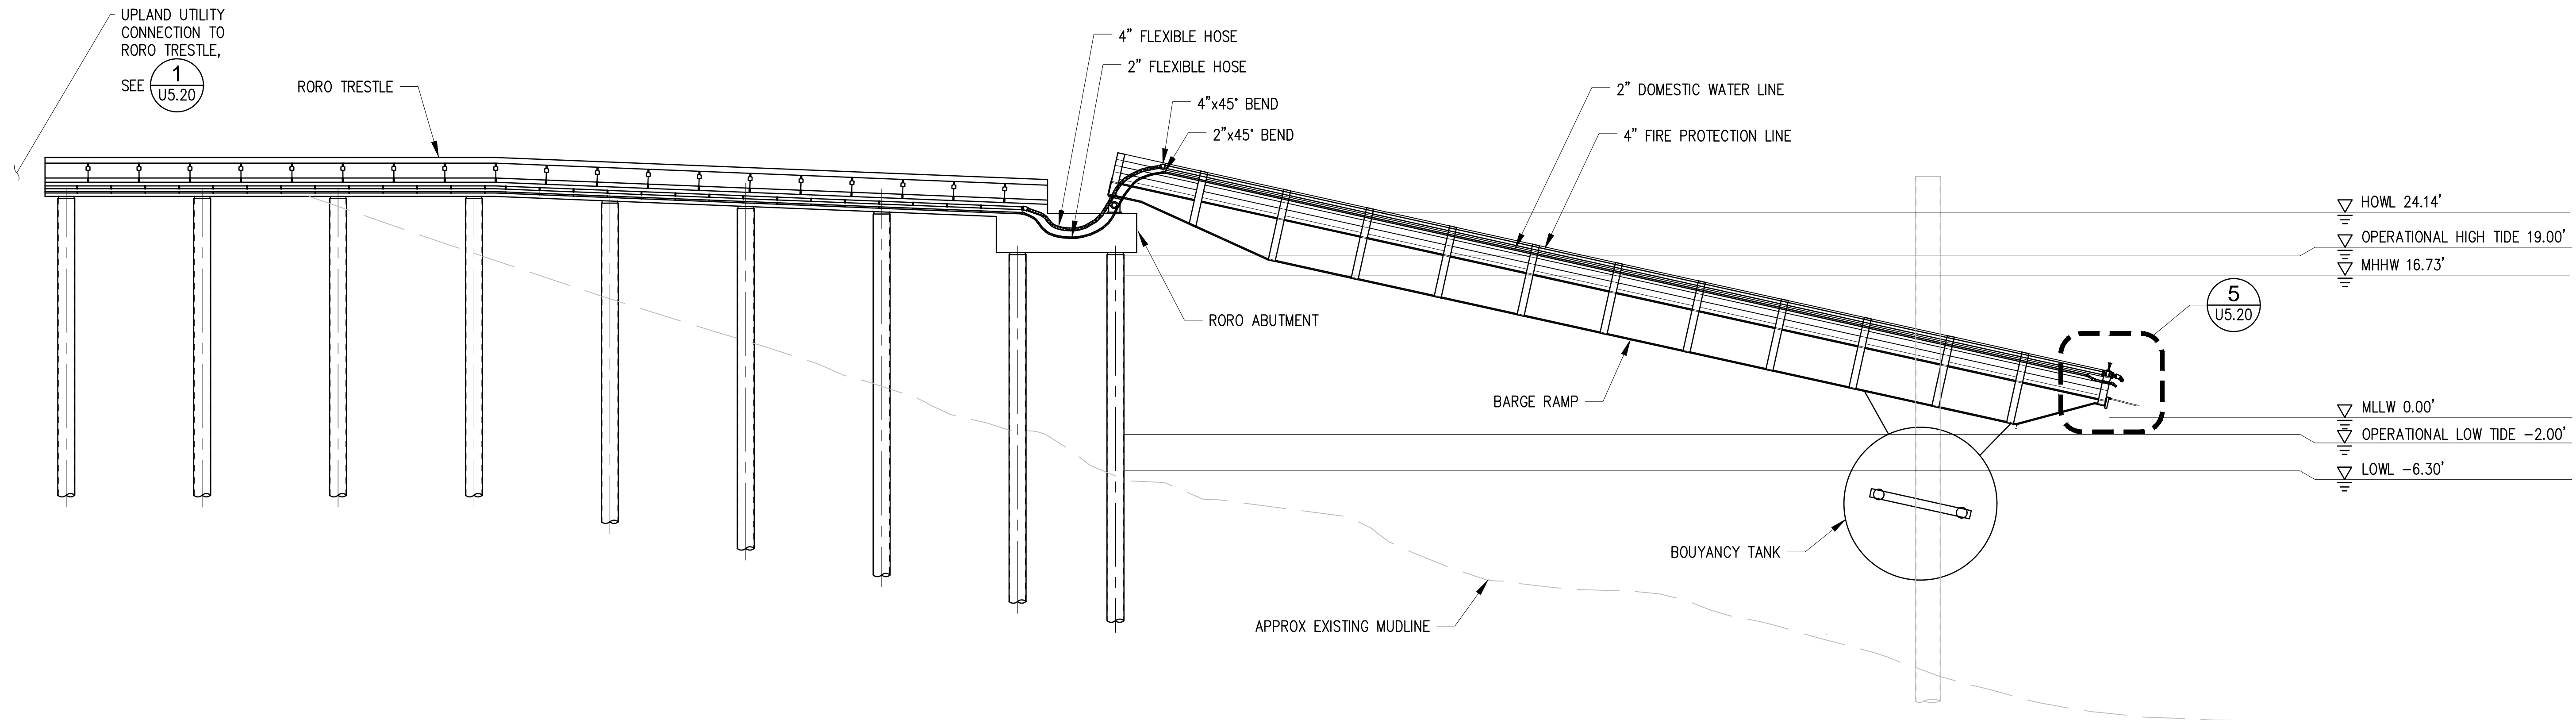 UPLAND UTILITY
CONNECTION TO
RORO TRESTLE,
SEE 1
U5.20
RORO TRESTLE
4" FLEXIBLE HOSE
2" FLEXIBLE HOSE
4"x45° BEND
2"x45° BEND
2" DOMESTIC WATER LINE
4" FIRE PROTECTION LINE
HOWL 24.14'
OPERATIONAL HIGH TIDE 19.00'
MHHW 16.73'
5
U5.20
RORO ABUTMENT
BARGE RAMP
MLLW 0.00'
OPERATIONAL LOW TIDE -2.00'
LOWL -6.30'
BOUYANCY TANK
APPROX EXISTING MUDLINE